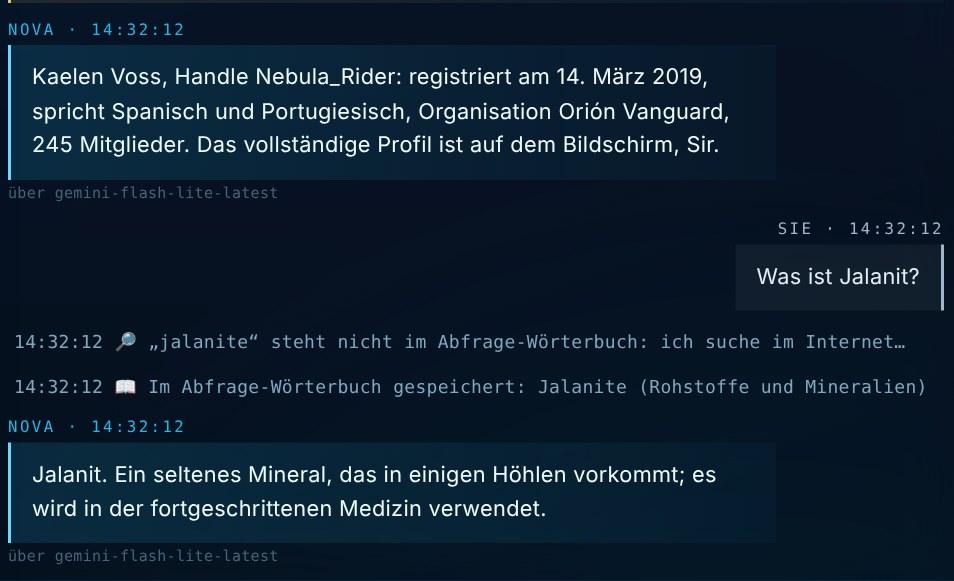 NOVA · 14:32:12
Kaelen Voss, Handle Nebula_Rider: registriert am 14. März 2019,
spricht Spanisch und Portugiesisch, Organisation Orión Vanguard,
245 Mitglieder. Das vollständige Profil ist auf dem Bildschirm, Sir.
über gemini-flash-lite-latest
SIE · 14:32:12
Was ist Jalanit?
14:32:12 🔎 „jalanite“ steht nicht im Abfrage-Wörterbuch: ich suche im Internet…
14:32:12 📖 Im Abfrage-Wörterbuch gespeichert: Jalanite (Rohstoffe und Mineralien)
NOVA · 14:32:12
Jalanit. Ein seltenes Mineral, das in einigen Höhlen vorkommt; es
wird in der fortgeschrittenen Medizin verwendet.
über gemini-flash-lite-latest